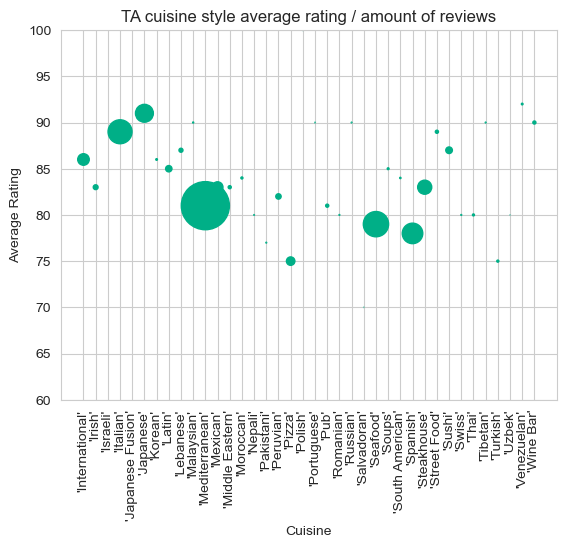 TA cuisine style average rating / amount of reviews
100
95
90
85
80
75
70
65
60
Average Rating
'International'
'Irish'
'Israeli'
'Italian'
'Japanese Fusion'
'Japanese'
'Korean'
'Latin'
'Lebanese'
'Malaysian'
'Mediterranean'
'Mexican'
'Middle Eastern'
'Moroccan'
'Nepali'
'Pakistani'
'Peruvian'
'Pizza'
'Polish'
'Portuguese'
'Pub'
'Romanian'
'Russian'
'Salvadoran'
'Seafood'
'Soups'
'South American'
'Spanish'
'Steakhouse'
'Street Food'
'Sushi'
'Swiss'
'Thai'
'Tibetan'
'Turkish'
'Uzbek'
'Venezuelan'
'Wine Bar'
Cuisine